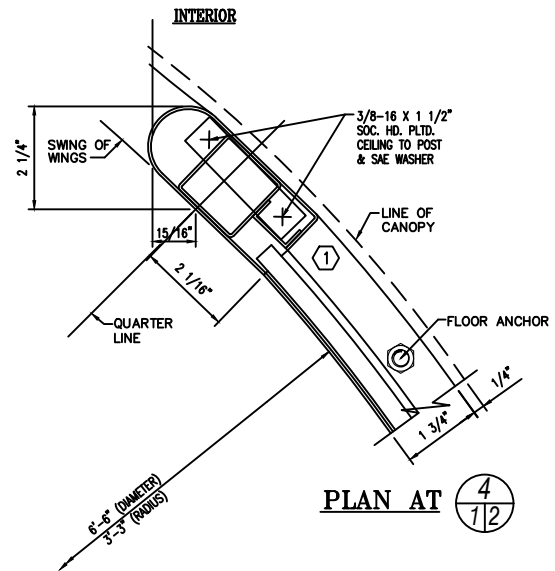 INTERIOR
3/8-16 X 1 1/2"
SOC. HD. PLTD.
CEILING TO POST
& SAE WASHER
2 1/4"
SWING OF
WINGS
LINE OF
CANOPY
15/16"
1
2 1/16"
QUARTER
LINE
FLOOR ANCHOR
1/4"
1 3/4"
6'-6" (DIAMETER)
3'-3" (RADIUS)
PLAN AT
4
1|2